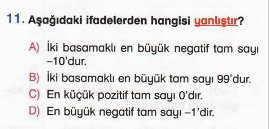 11. Aşağıdaki ifadelerden hangisi yanlıştır?
A) İki basamaklı en büyük negatif tam sayı
–10'dur.
B) İki basamaklı en büyük tam sayı 99'dur.
C) En küçük pozitif tam sayı 0'dır.
D) En büyük negatif tam sayı –1'dir.